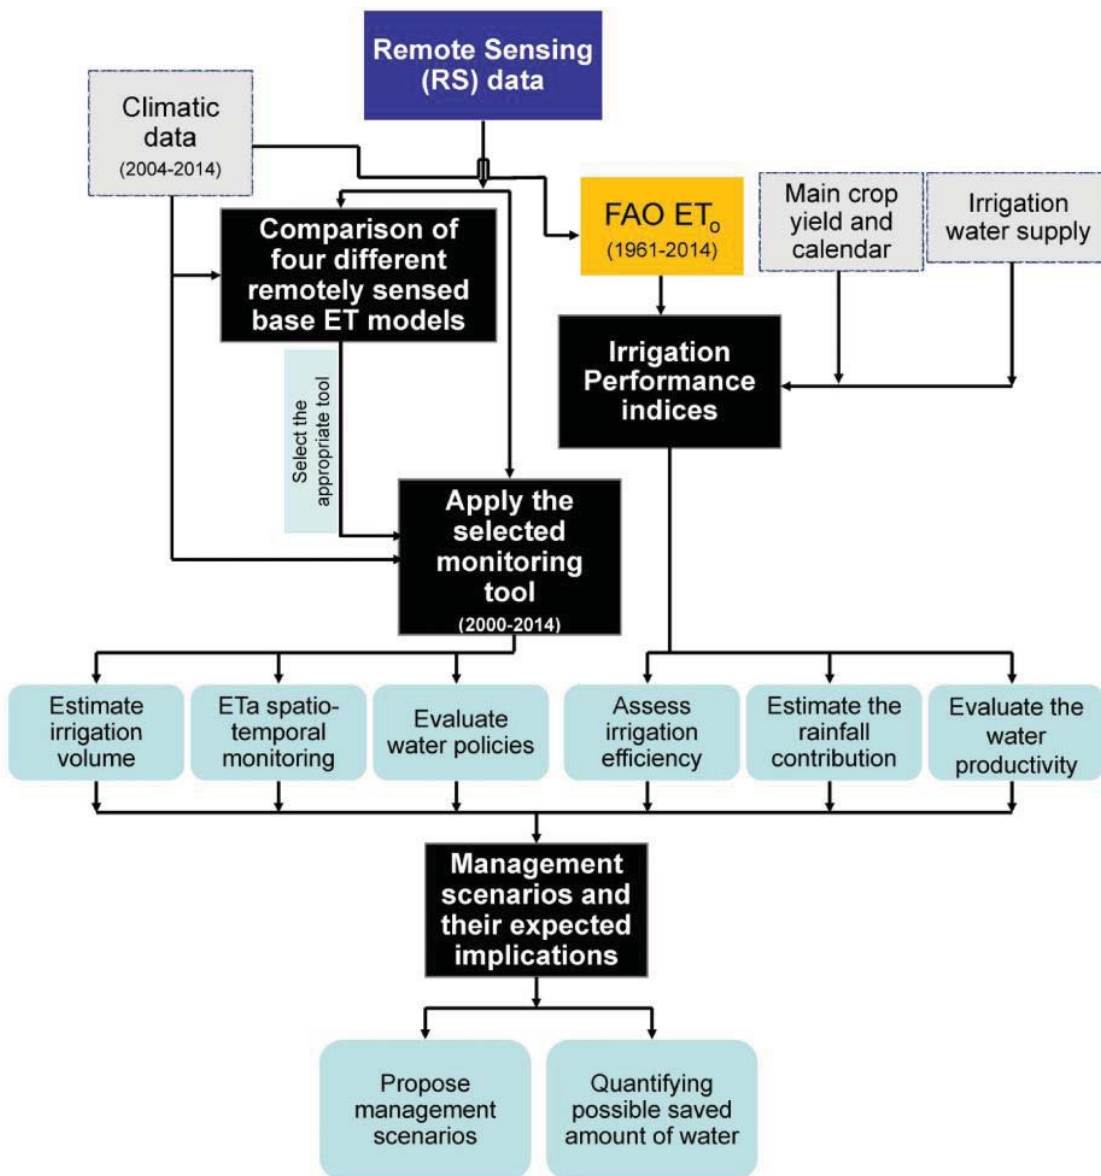 Remote Sensing
(RS) data
Climatic
data
(2004-2014)
FAO ETo
(1961-2014)
Main crop
yield and
calendar
Irrigation
water supply
Comparison of
four different
remotely sensed
base ET models
Irrigation
Performance
indices
Select the
appropriate tool
Apply the
selected
monitoring
tool
(2000-2014)
Estimate
irrigation
volume
ETa spatio-
temporal
monitoring
Evaluate
water policies
Assess
irrigation
efficiency
Estimate the
rainfall
contribution
Evaluate the
water
productivity
Management
scenarios and
their expected
implications
Propose
management
scenarios
Quantifying
possible saved
amount of water